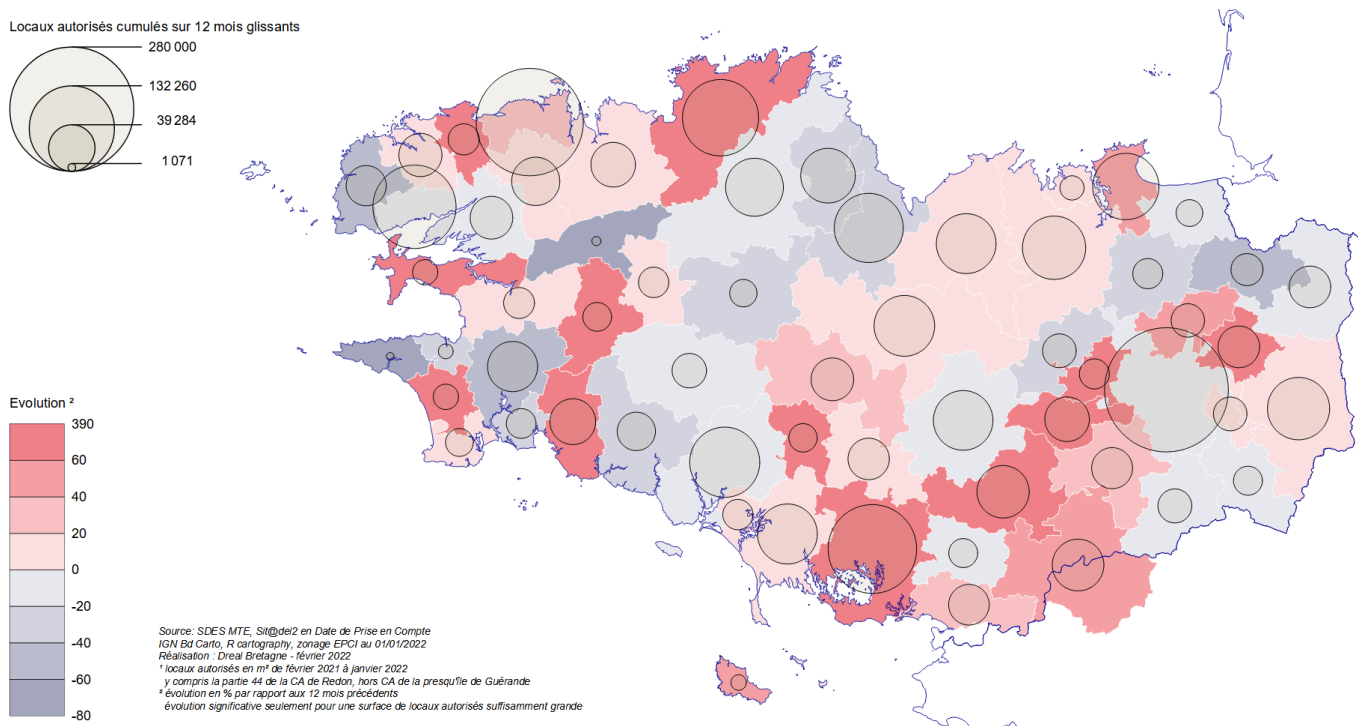 Locaux autorisés cumulés sur 12 mois glissants
280 000
132 260
39 284
1 071
Evolution ²
390
60
40
20
0
-20
-40
-60
-80
Source: SDES MTE, Sit@del2 en Date de Prise en Compte
IGN Bd Carto, R cartography, zonage EPCI au 01/01/2022
Réalisation : Dreal Bretagne - février 2022
¹ locaux autorisés en m² de février 2021 à janvier 2022
y compris la partie 44 de la CA de Redon, hors CA de la presqu'île de Guérande
² évolution en % par rapport aux 12 mois précédents
évolution significative seulement pour une surface de locaux autorisés suffisamment grande